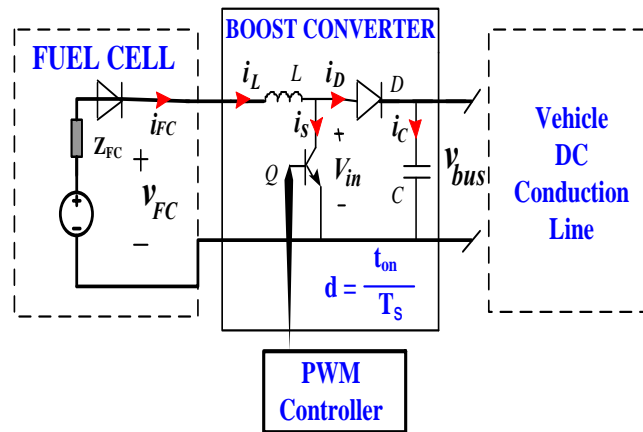 BOOST CONVERTER
FUEL CELL
i_L
L
i_D
D
i_FC
i_s
i_C
Z_FC
+
+
v_FC
Q
V_in
C
v_bus
-
-
d = t_on / T_s
PWM
Controller
Vehicle
DC
Conduction
Line